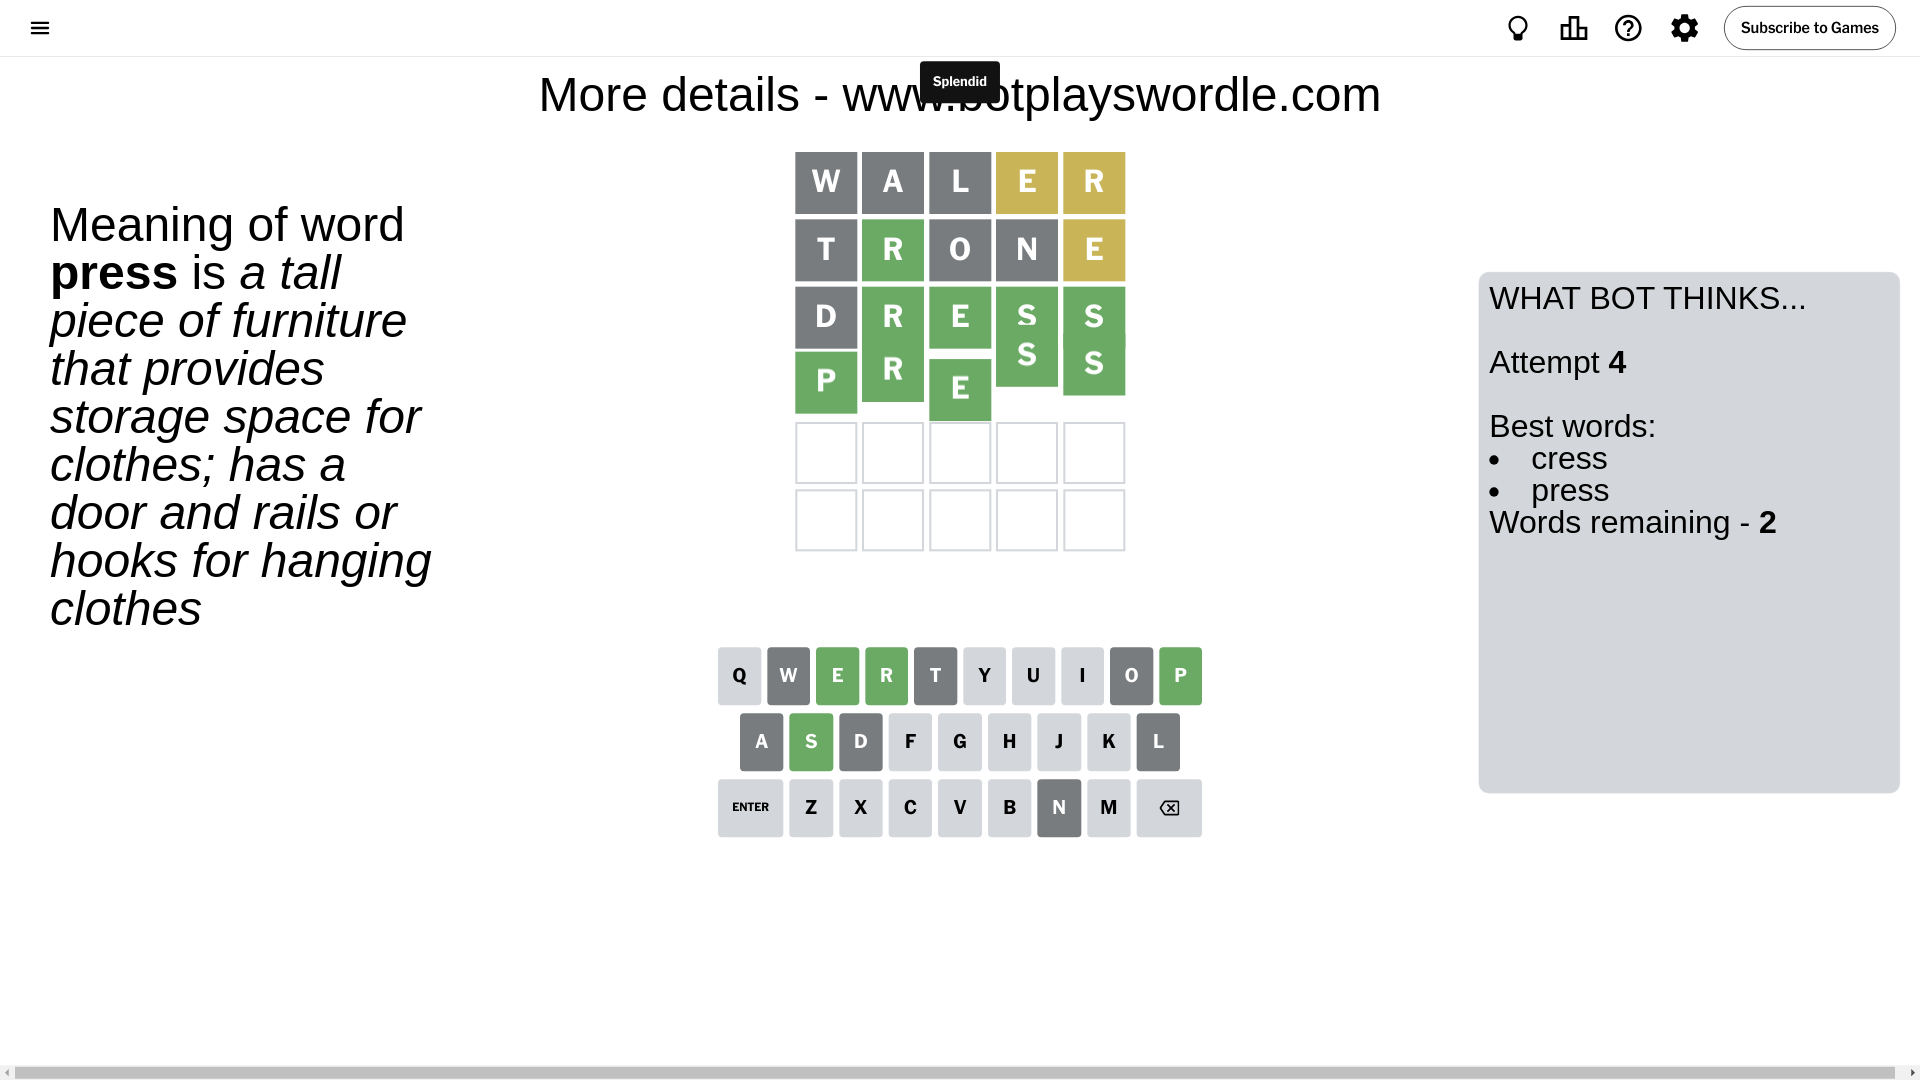 Subscribe to Games
Splendid
More details - www.botplayswordle.com
Meaning of word
press is a tall
piece of furniture
that provides
storage space for
clothes; has a
door and rails or
hooks for hanging
clothes
W A L E R
T R O N E
D R E S S
P R E S S
WHAT BOT THINKS...
Attempt 4
Best words:
• cress
• press
Words remaining - 2
Q W E R T Y U I O P
A S D F G H J K L
ENTER Z X C V B N M